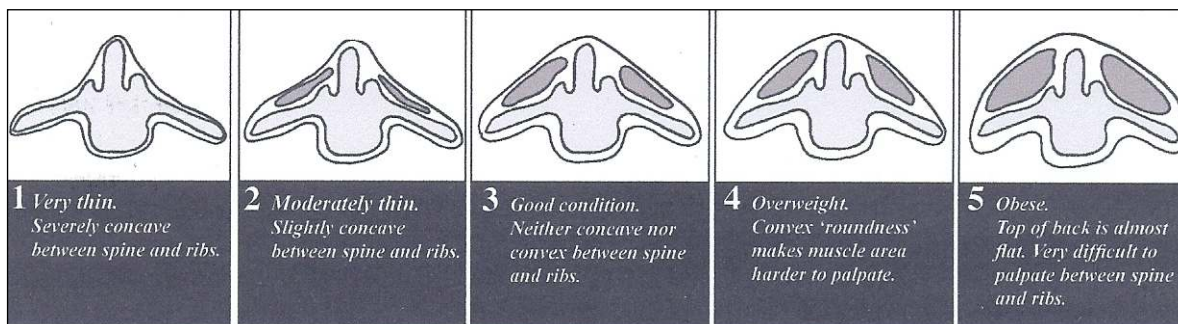 1 Very thin.
Severely concave
between spine and ribs.
2 Moderately thin.
Slightly concave
between spine and ribs.
3 Good condition.
Neither concave nor
convex between spine
and ribs.
4 Overweight.
Convex ‘roundness’
makes muscle area
harder to palpate.
5 Obese.
Top of back is almost
flat. Very difficult to
palpate between spine
and ribs.